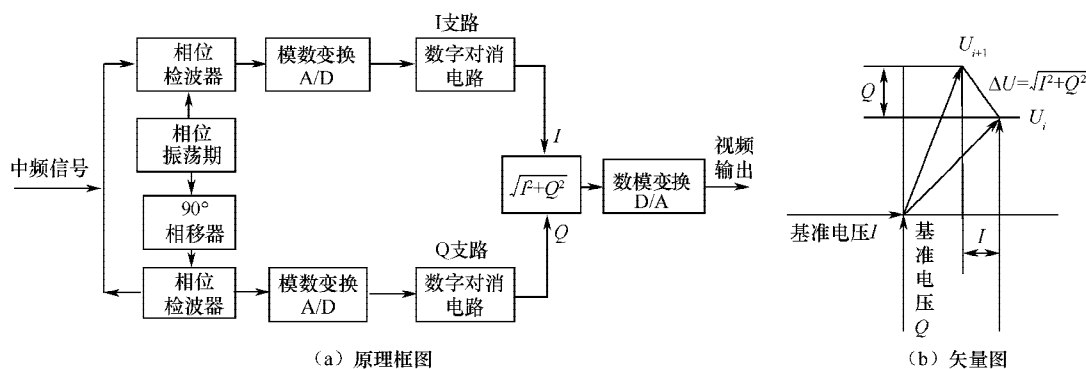 中频信号
相位
检波器
模数变换
A/D
I支路
数字对消
电路
相位
振荡期
90°
相移器
相位
检波器
模数变换
A/D
Q支路
数字对消
电路
I
√I²+Q²
Q
数模变换
D/A
视频
输出
(a) 原理框图
U_{i+1}
Q
ΔU=√I²+Q²
U_i
基准电压I
基准电压Q
I
(b) 矢量图